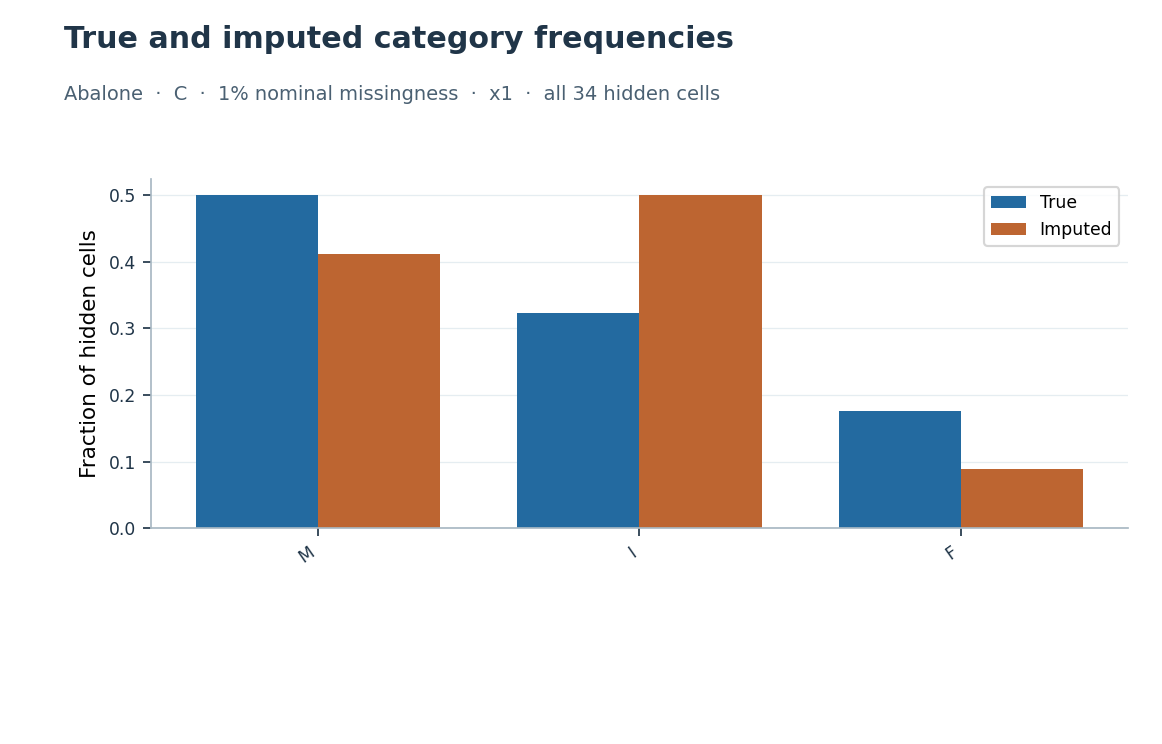 True and imputed category frequencies
Abalone · C · 1% nominal missingness · x1 · all 34 hidden cells
Fraction of hidden cells
0.5
0.4
0.3
0.2
0.1
0.0
True
Imputed
M
I
F